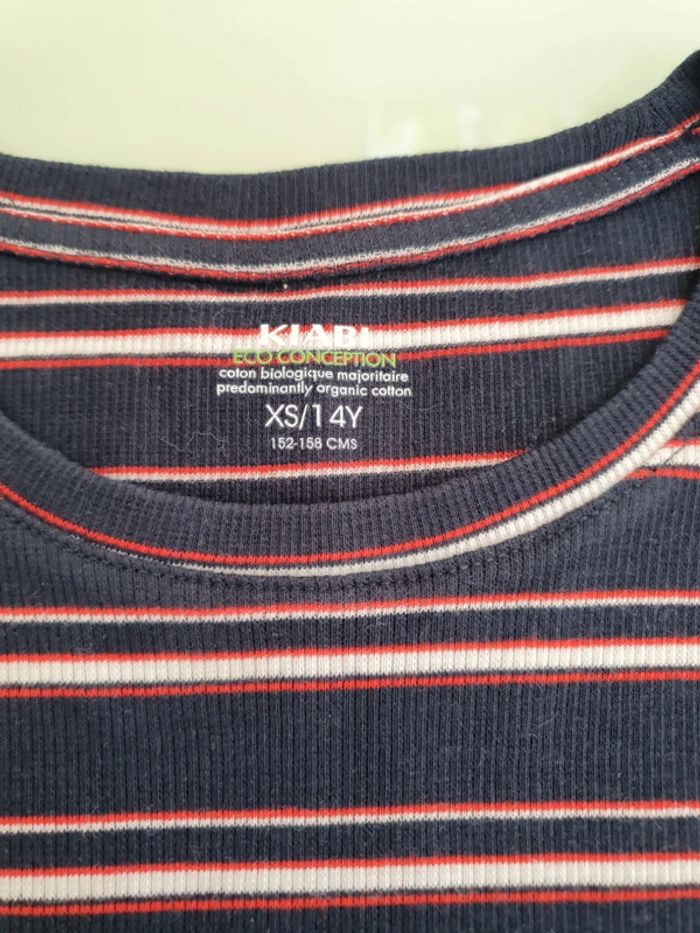 KIABI
ECO CONCEPTION
coton biologique majoritaire
predominantly organic cotton
XS/14Y
152-158 CMS